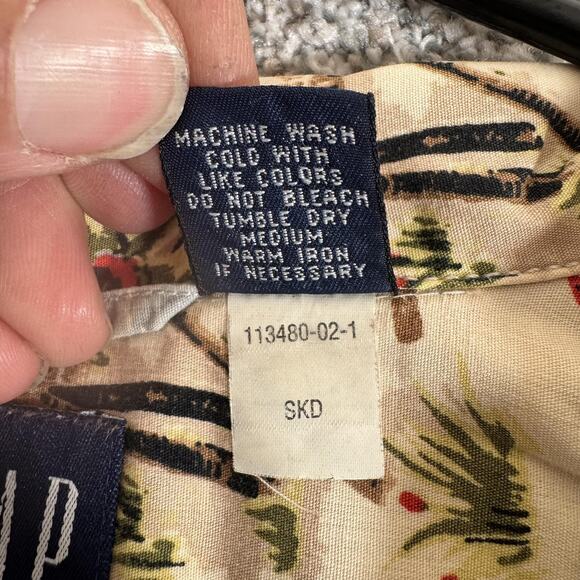 MACHINE WASH
COLD WITH
LIKE COLORS
DO NOT BLEACH
TUMBLE DRY
MEDIUM
WARM IRON
IF NECESSARY
113480-02-1
SKD
AP